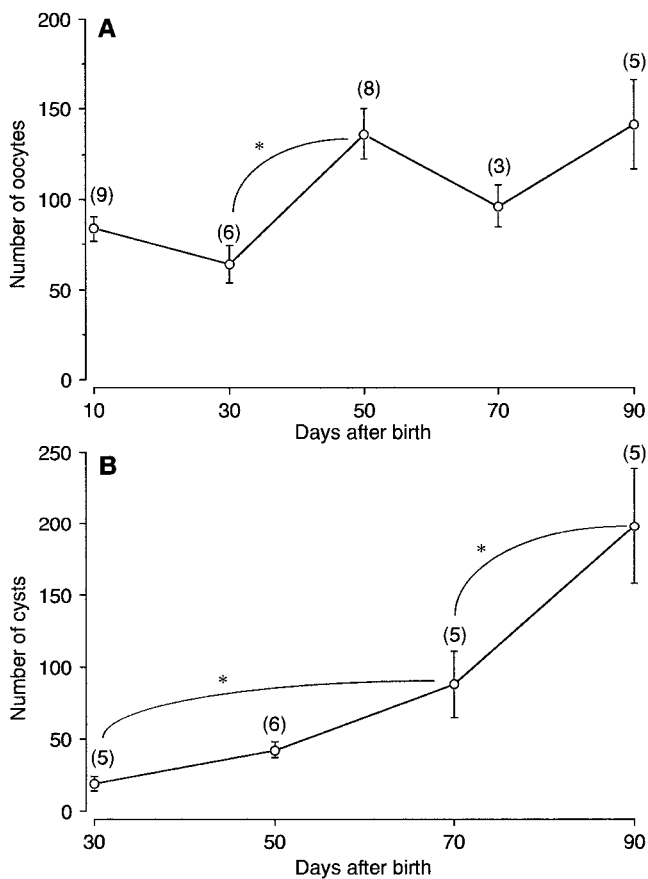 A
200
150
100
50
0
Number of oocytes
(9)
(6)
*
(8)
(3)
(5)
10 30 50 70 90
Days after birth
B
250
200
150
100
50
0
Number of cysts
(5)
*
(6)
(5)
*
(5)
30 50 70 90
Days after birth